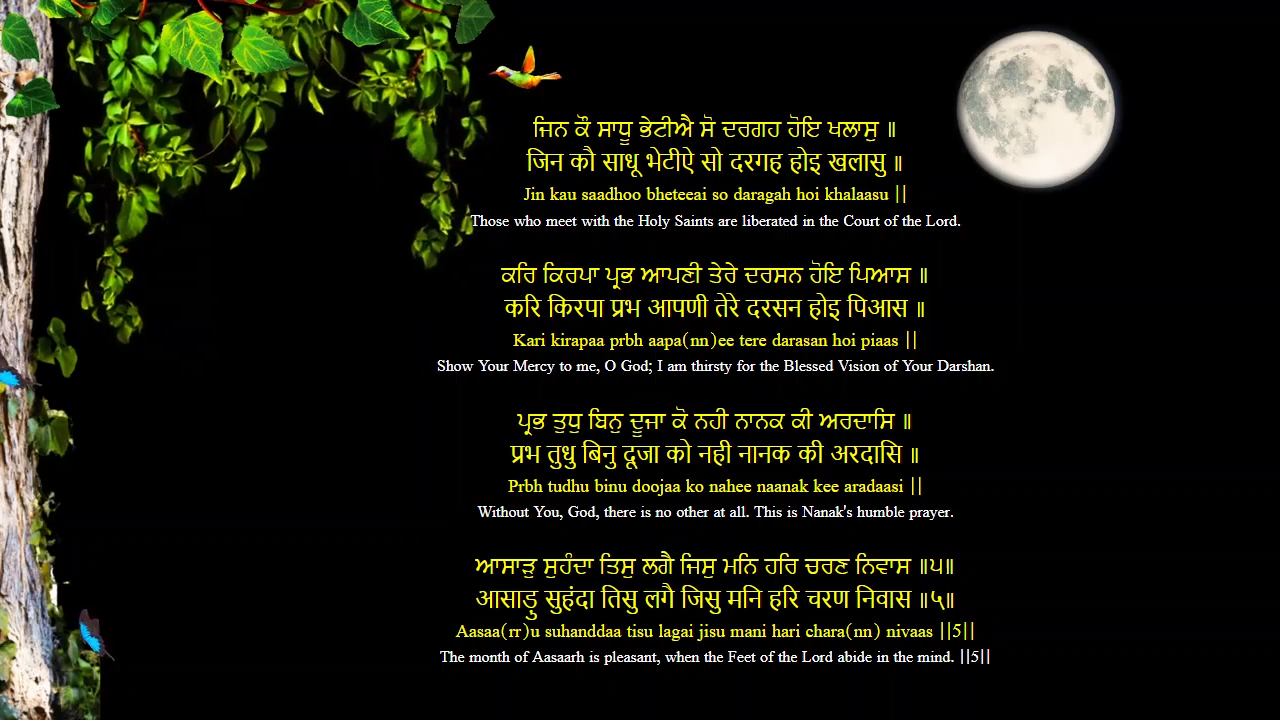 ਜਿਨ ਕੌ ਸਾਧੂ ਭੇਟੀਐ ਸੋ ਦਰਗਹ ਹੋਇ ਖਲਾਸੁ ॥
जिन कौ साधू भेटीऐ सो दरगह होइ खलासु ॥
Jin kau saadhoo bheteeai so daragah hoi khalaasu ||
Those who meet with the Holy Saints are liberated in the Court of the Lord.
ਕਰਿ ਕਿਰਪਾ ਪ੍ਰਭ ਆਪਣੀ ਤੇਰੇ ਦਰਸਨ ਹੋਇ ਪਿਆਸ ॥
करि किरपा प्रभ आपणी तेरे दरसन होइ पिआस ॥
Kari kirapaa prbh aapa(nn)ee tere darasan hoi piaas ||
Show Your Mercy to me, O God; I am thirsty for the Blessed Vision of Your Darshan.
ਪ੍ਰਭ ਤੁਧੁ ਬਿਨੁ ਦੂਜਾ ਕੋ ਨਹੀ ਨਾਨਕ ਕੀ ਅਰਦਾਸਿ ॥
प्रभ तुधु बिनु दूजा को नही नानक की अरदासि ॥
Prbh tudhu binu doojaa ko nahee naanak kee aradaasi ||
Without You, God, there is no other at all. This is Nanak's humble prayer.
ਆਸਾੜੁ ਸੁਹੰਦਾ ਤਿਸੁ ਲਗੈ ਜਿਸੁ ਮਨਿ ਹਰਿ ਚਰਣ ਨਿਵਾਸ ॥੫॥
आसाड़ु सुहंदा तिसु लगै जिसु मनि हरि चरण निवास ॥५॥
Aasaa(rr)u suhanddaa tisu lagai jisu mani hari chara(nn) nivaas ||5||
The month of Aasaarh is pleasant, when the Feet of the Lord abide in the mind. ||5||